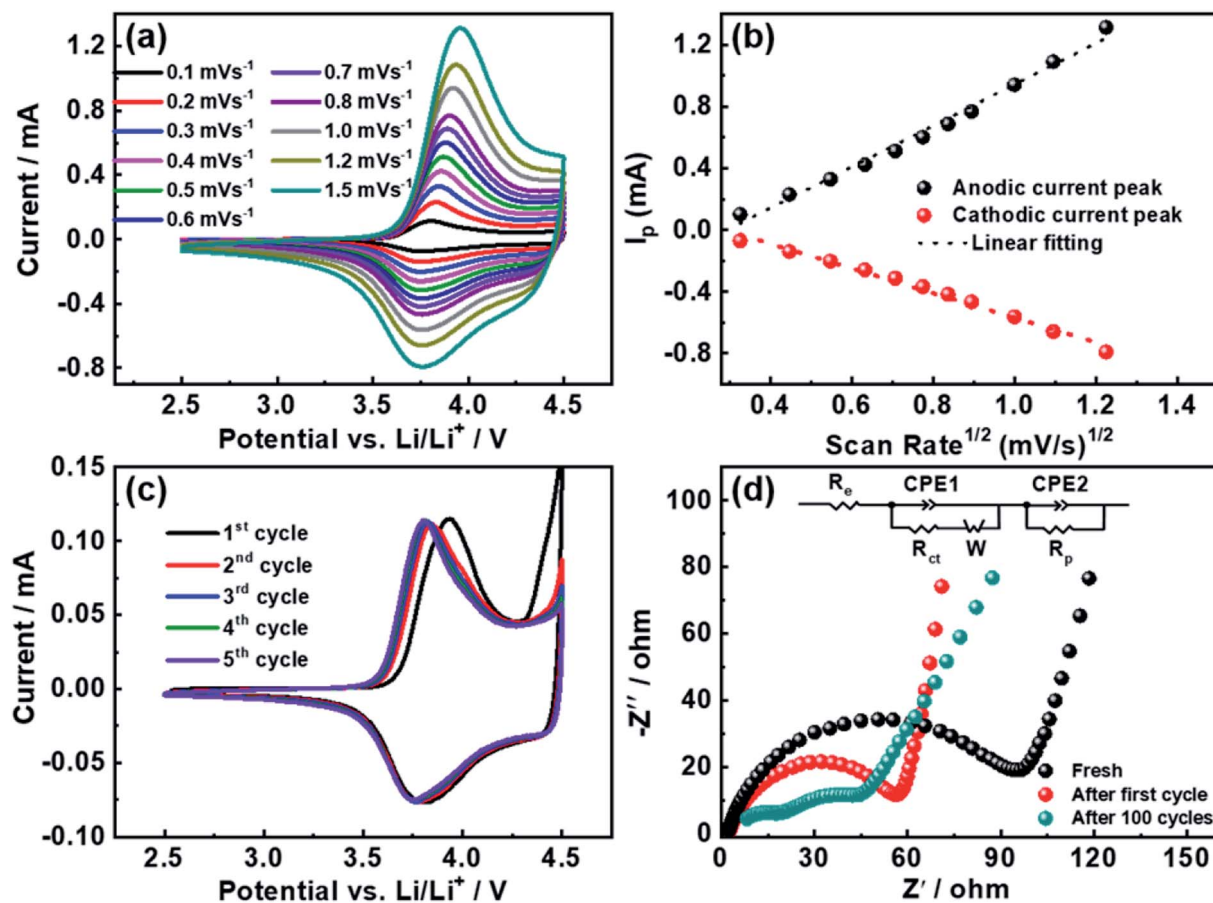 (a)
1.2
0.8
0.4
0.0
-0.4
-0.8
Current / mA
0.1 mVs⁻¹
0.2 mVs⁻¹
0.3 mVs⁻¹
0.4 mVs⁻¹
0.5 mVs⁻¹
0.6 mVs⁻¹
0.7 mVs⁻¹
0.8 mVs⁻¹
1.0 mVs⁻¹
1.2 mVs⁻¹
1.5 mVs⁻¹
2.5 3.0 3.5 4.0 4.5
Potential vs. Li/Li⁺ / V
(b)
1.2
0.8
0.4
0.0
-0.4
-0.8
Iₚ (mA)
Anodic current peak
Cathodic current peak
Linear fitting
0.4 0.6 0.8 1.0 1.2 1.4
Scan Rate¹ᐟ² (mV/s)¹ᐟ²
(c)
0.15
0.10
0.05
0.00
-0.05
-0.10
Current / mA
1ˢᵗ cycle
2ⁿᵈ cycle
3ʳᵈ cycle
4ᵗʰ cycle
5ᵗʰ cycle
2.5 3.0 3.5 4.0 4.5
Potential vs. Li/Li⁺ / V
(d)
100
80
60
40
20
0
-Z′′ / ohm
Rₑ CPE1 CPE2
R_ct W Rₚ
Fresh
After first cycle
After 100 cycles
0 30 60 90 120 150
Z′ / ohm